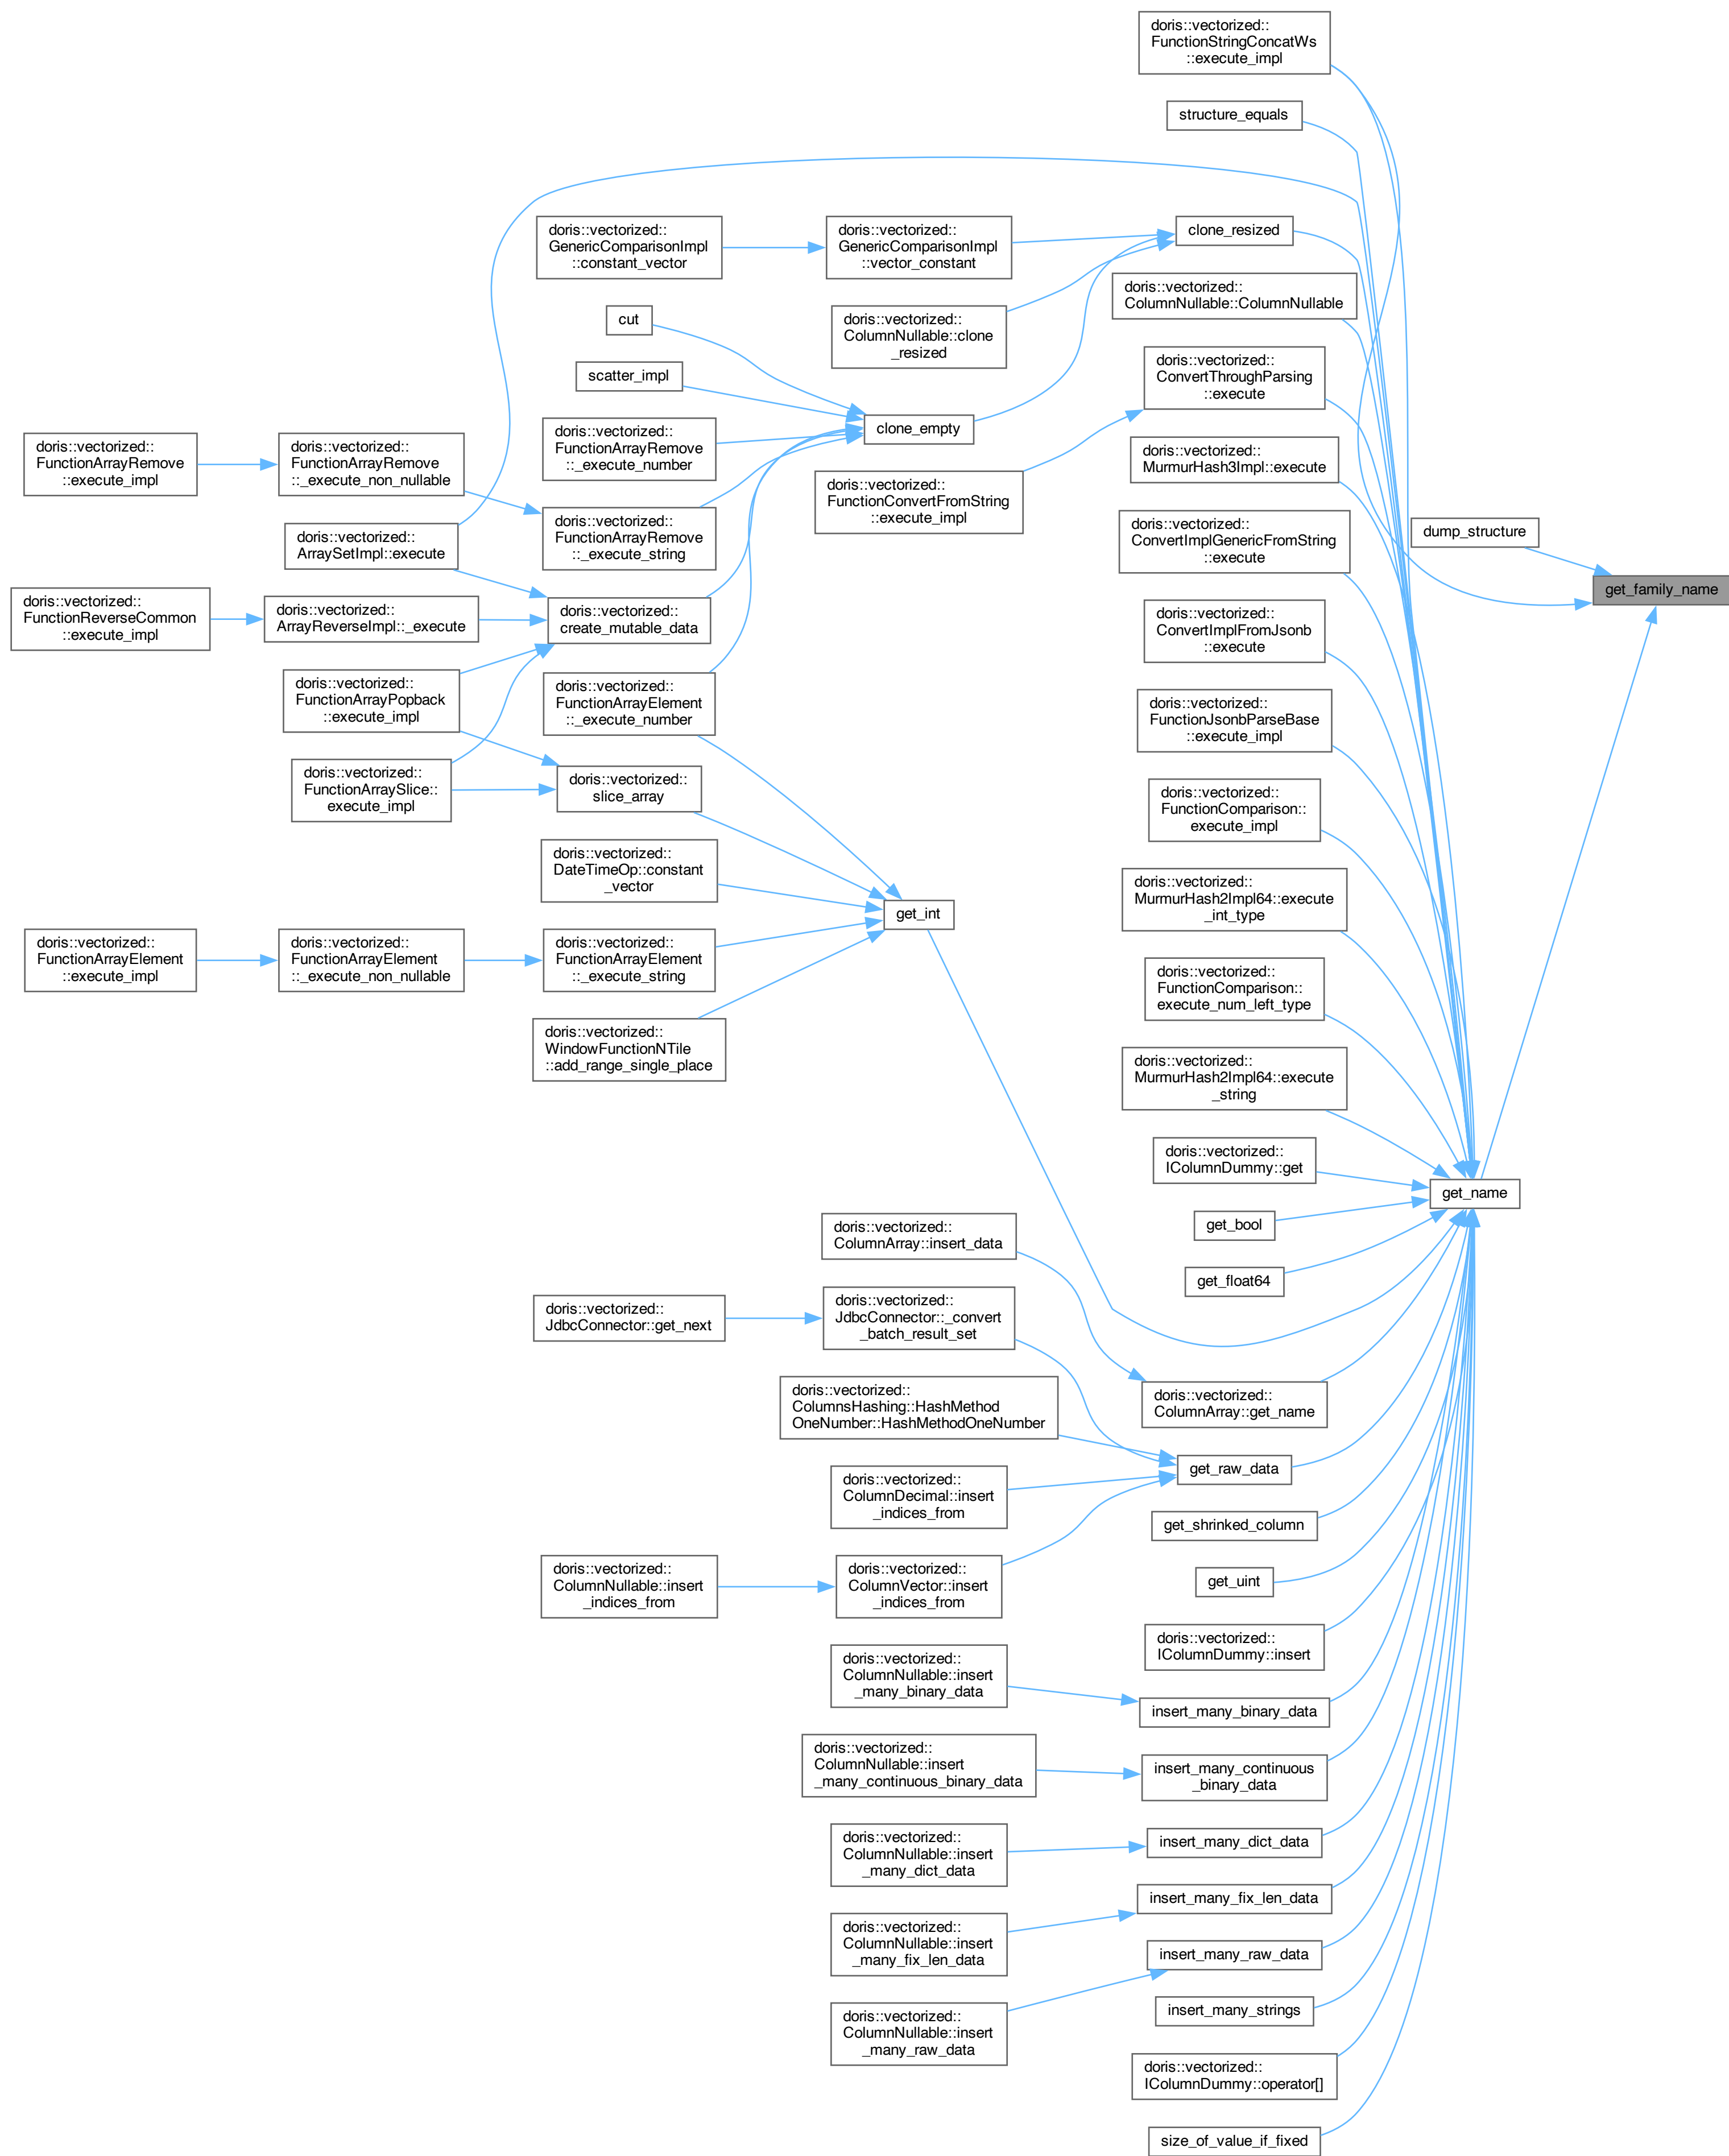 doris::vectorized::
FunctionStringConcatWs
::execute_impl
structure_equals
doris::vectorized::
GenericComparisonImpl
::constant_vector
doris::vectorized::
GenericComparisonImpl
::vector_constant
clone_resized
doris::vectorized::
ColumnNullable::ColumnNullable
cut
doris::vectorized::
ColumnNullable::clone
_resized
scatter_impl
doris::vectorized::
ConvertThroughParsing
::execute
clone_empty
doris::vectorized::
FunctionArrayRemove
::_execute_number
doris::vectorized::
FunctionArrayRemove
::execute_impl
doris::vectorized::
FunctionArrayRemove
::_execute_non_nullable
doris::vectorized::
MurmurHash3Impl::execute
doris::vectorized::
FunctionConvertFromString
::execute_impl
doris::vectorized::
ArraySetImpl::execute
doris::vectorized::
FunctionArrayRemove
::_execute_string
doris::vectorized::
ConvertImplGenericFromString
::execute
dump_structure
get_family_name
doris::vectorized::
FunctionReverseCommon
::execute_impl
doris::vectorized::
ArrayReverseImpl::_execute
doris::vectorized::
create_mutable_data
doris::vectorized::
ConvertImplFromJsonb
::execute
doris::vectorized::
FunctionArrayPopback
::execute_impl
doris::vectorized::
FunctionArrayElement
::_execute_number
doris::vectorized::
FunctionJsonbParseBase
::execute_impl
doris::vectorized::
FunctionArraySlice::
execute_impl
doris::vectorized::
slice_array
doris::vectorized::
FunctionComparison::
execute_impl
doris::vectorized::
DateTimeOp::constant
_vector
get_int
doris::vectorized::
MurmurHash2Impl64::execute
_int_type
doris::vectorized::
FunctionArrayElement
::execute_impl
doris::vectorized::
FunctionArrayElement
::_execute_non_nullable
doris::vectorized::
FunctionArrayElement
::_execute_string
doris::vectorized::
FunctionComparison::
execute_num_left_type
doris::vectorized::
WindowFunctionNTile
::add_range_single_place
doris::vectorized::
MurmurHash2Impl64::execute
_string
doris::vectorized::
IColumnDummy::get
get_name
get_bool
doris::vectorized::
ColumnArray::insert_data
get_float64
doris::vectorized::
JdbcConnector::get_next
doris::vectorized::
JdbcConnector::_convert
_batch_result_set
doris::vectorized::
ColumnsHashing::HashMethod
OneNumber::HashMethodOneNumber
doris::vectorized::
ColumnArray::get_name
get_raw_data
doris::vectorized::
ColumnDecimal::insert
_indices_from
get_shrinked_column
doris::vectorized::
ColumnNullable::insert
_indices_from
doris::vectorized::
ColumnVector::insert
_indices_from
get_uint
doris::vectorized::
IColumnDummy::insert
doris::vectorized::
ColumnNullable::insert
_many_binary_data
insert_many_binary_data
doris::vectorized::
ColumnNullable::insert
_many_continuous_binary_data
insert_many_continuous
_binary_data
doris::vectorized::
ColumnNullable::insert
_many_dict_data
insert_many_dict_data
doris::vectorized::
ColumnNullable::insert
_many_fix_len_data
insert_many_fix_len_data
insert_many_raw_data
doris::vectorized::
ColumnNullable::insert
_many_raw_data
insert_many_strings
doris::vectorized::
IColumnDummy::operator[]
size_of_value_if_fixed